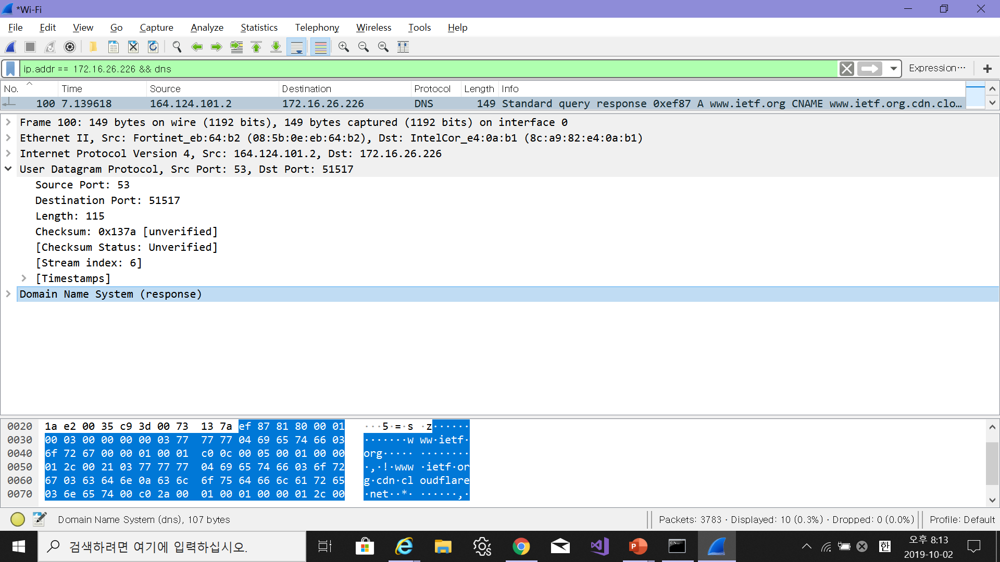 *Wi-Fi
File Edit View Go Capture Analyze Statistics Telephony Wireless Tools Help
ip.addr == 172.16.26.226 && dns
Expression… +
No. Time Source Destination Protocol Length Info
100 7.139618 164.124.101.2 172.16.26.226 DNS 149 Standard query response 0xef87 A www.ietf.org CNAME www.ietf.org.cdn.clo…
Frame 100: 149 bytes on wire (1192 bits), 149 bytes captured (1192 bits) on interface 0
Ethernet II, Src: Fortinet_eb:64:b2 (08:5b:0e:eb:64:b2), Dst: IntelCor_e4:0a:b1 (8c:a9:82:e4:0a:b1)
Internet Protocol Version 4, Src: 164.124.101.2, Dst: 172.16.26.226
User Datagram Protocol, Src Port: 53, Dst Port: 51517
Source Port: 53
Destination Port: 51517
Length: 115
Checksum: 0x137a [unverified]
[Checksum Status: Unverified]
[Stream index: 6]
[Timestamps]
Domain Name System (response)
0020 1a e2 00 35 c9 3d 00 73 13 7a ef 87 81 80 00 01 ···5·=·s ·z······
0030 00 03 00 00 00 00 03 77 77 77 04 69 65 74 66 03 ·······w ww·ietf·
0040 6f 72 67 00 00 01 00 01 c0 0c 00 05 00 01 00 00 org····· ········
0050 01 2c 00 21 03 77 77 77 04 69 65 74 66 03 6f 72 ·,·!·www ·ietf·or
0060 67 03 63 64 6e 0a 63 6c 6f 75 64 66 6c 61 72 65 g·cdn·cl oudflare
0070 03 6e 65 74 00 c0 2a 00 01 00 01 00 00 01 2c 00 ·net··*· ······,·
Domain Name System (dns), 107 bytes
Packets: 3783 · Displayed: 10 (0.3%) · Dropped: 0 (0.0%)
Profile: Default
검색하려면 여기에 입력하십시오.
한
오후 8:13
2019-10-02